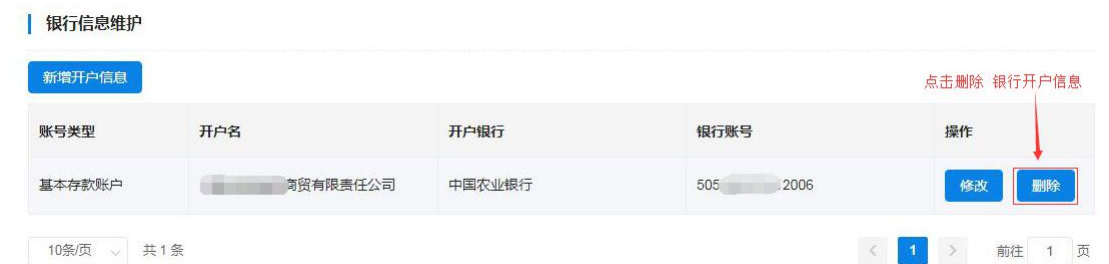 银行信息维护
新增开户信息
点击删除 银行开户信息
账号类型 开户名 开户银行 银行账号 操作
基本存款账户 商贸有限责任公司 中国农业银行 505 2006 修改 删除
10条/页 共 1 条 < 1 > 前往 1 页